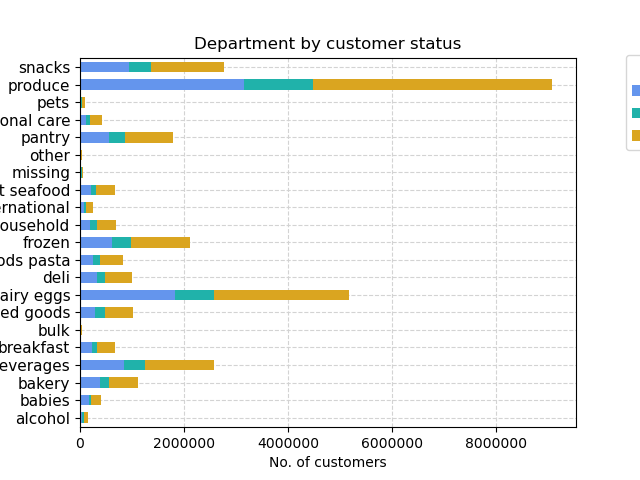 Department by customer status
snacks
produce
pets
onal care
pantry
other
missing
t seafood
rnational
ousehold
frozen
ods pasta
deli
airy eggs
ed goods
bulk
breakfast
everages
bakery
babies
alcohol
0 2000000 4000000 6000000 8000000
No. of customers